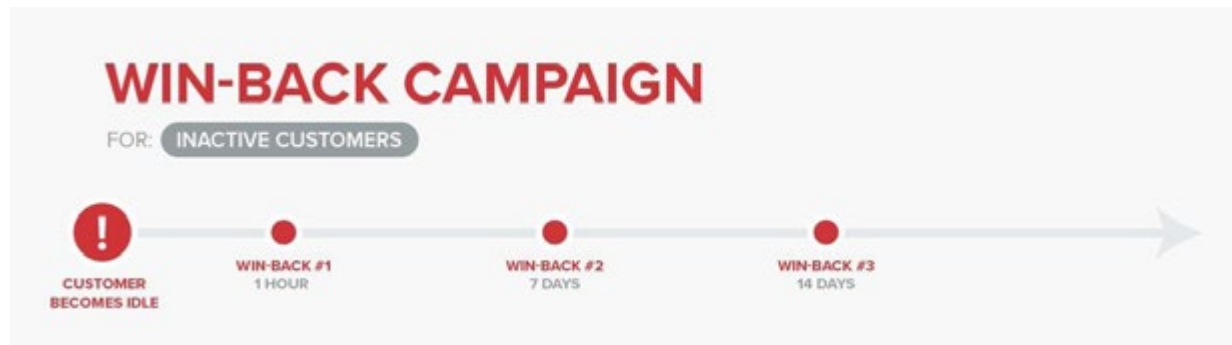 WIN-BACK CAMPAIGN
FOR: INACTIVE CUSTOMERS
!
CUSTOMER
BECOMES IDLE
WIN-BACK #1
1 HOUR
WIN-BACK #2
7 DAYS
WIN-BACK #3
14 DAYS